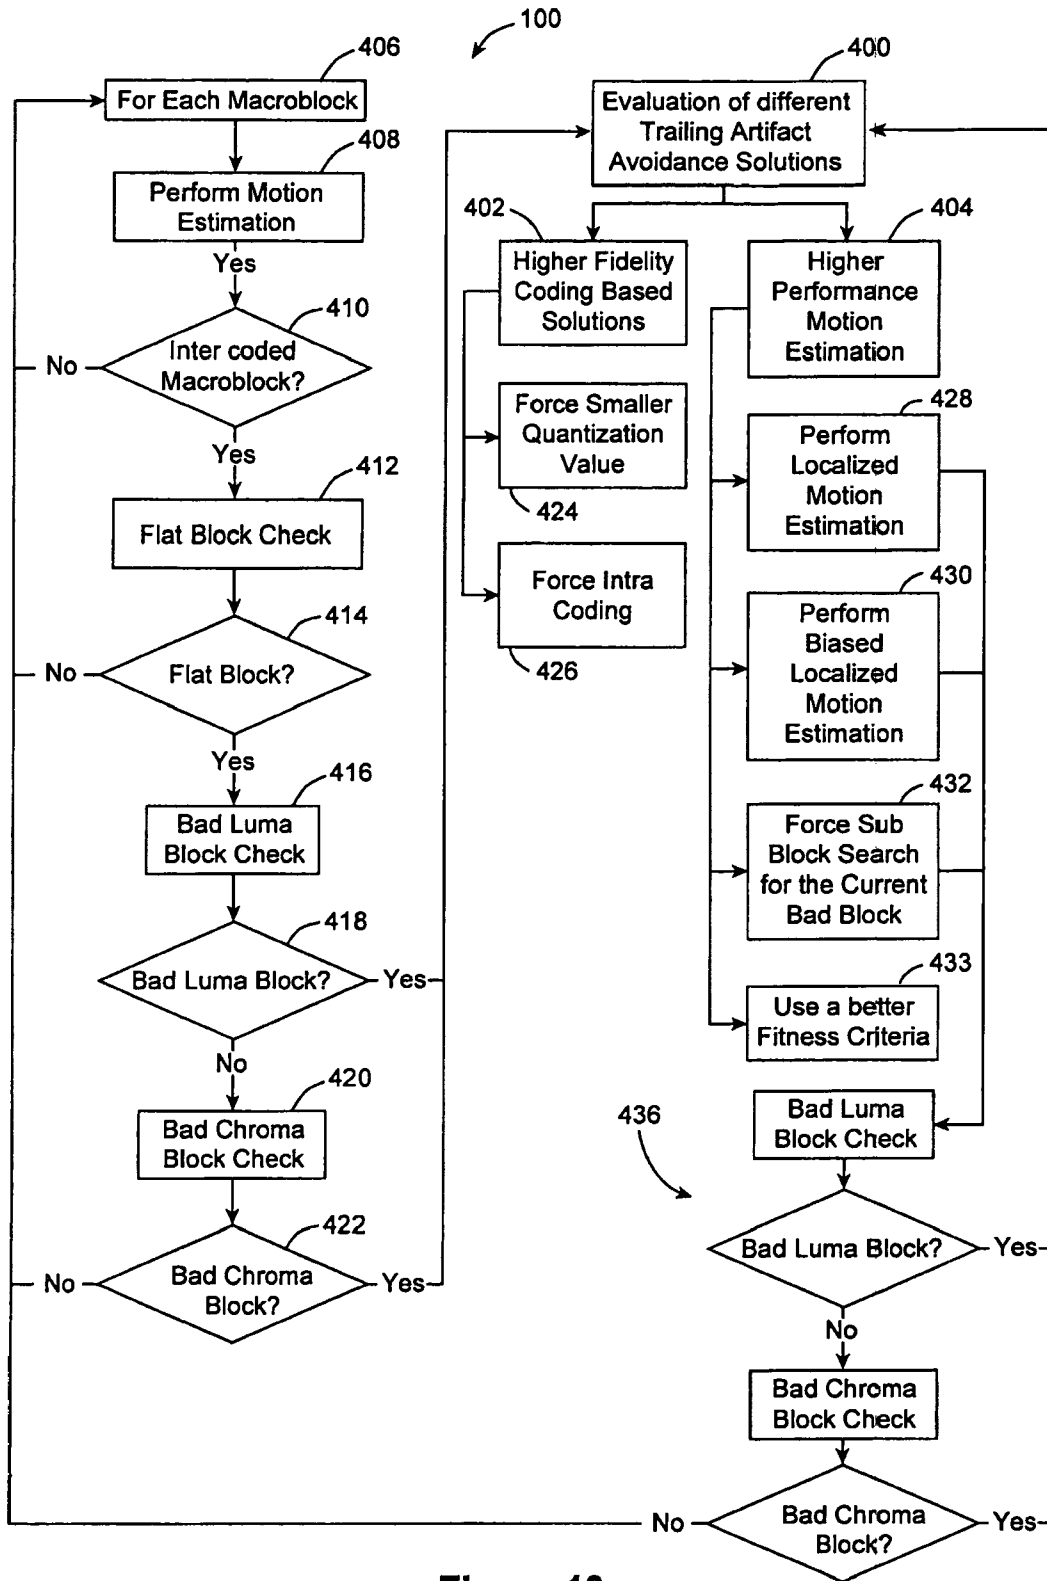 100
406
For Each Macroblock
408
Perform Motion
Estimation
Yes
410
Inter coded
Macroblock?
No
Yes
412
Flat Block Check
414
Flat Block?
No
Yes
416
Bad Luma
Block Check
418
Bad Luma Block?
Yes
No
420
Bad Chroma
Block Check
422
Bad Chroma
Block?
No
Yes
400
Evaluation of different
Trailing Artifact
Avoidance Solutions
402
Higher Fidelity
Coding Based
Solutions
Force Smaller
Quantization
Value
424
Force Intra
Coding
426
404
Higher
Performance
Motion
Estimation
428
Perform
Localized
Motion
Estimation
430
Perform
Biased
Localized
Motion
Estimation
432
Force Sub
Block Search
for the Current
Bad Block
433
Use a better
Fitness Criteria
436
Bad Luma
Block Check
Bad Luma Block?
Yes
No
Bad Chroma
Block Check
Bad Chroma
Block?
No
Yes